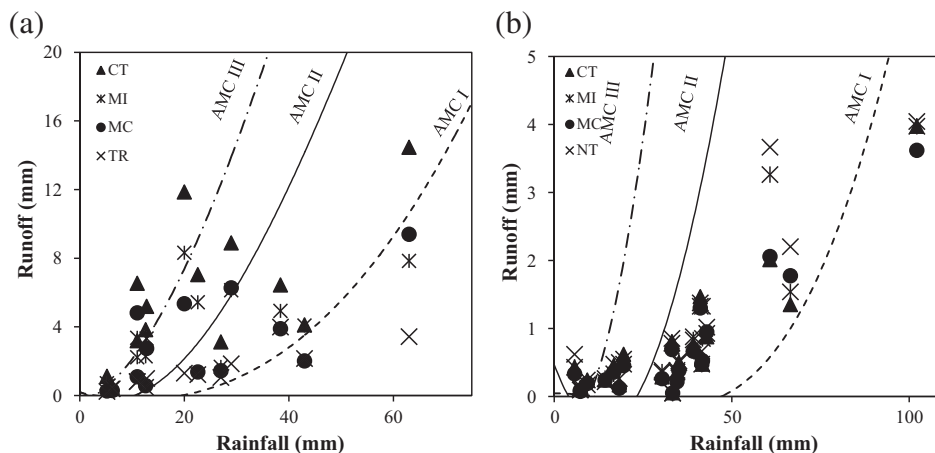 (a)
20
16
12
8
4
0
Runoff (mm)
CT
MI
MC
TR
AMC III
AMC II
AMC I
0
20
40
60
Rainfall (mm)
(b)
5
4
3
2
1
0
Runoff (mm)
CT
MI
MC
NT
AMC III
AMC II
AMC I
0
50
100
Rainfall (mm)